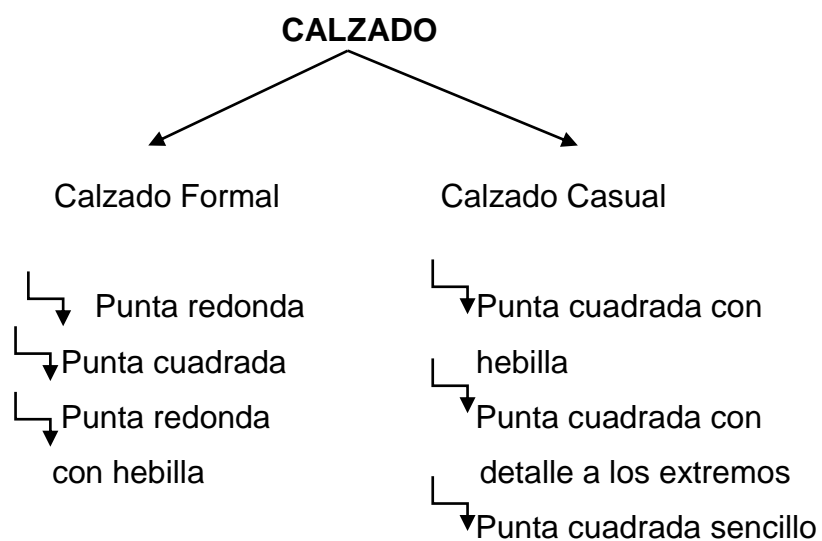 CALZADO
Calzado Formal
Punta redonda
Punta cuadrada
Punta redonda
con hebilla
Calzado Casual
Punta cuadrada con
hebilla
Punta cuadrada con
detalle a los extremos
Punta cuadrada sencillo